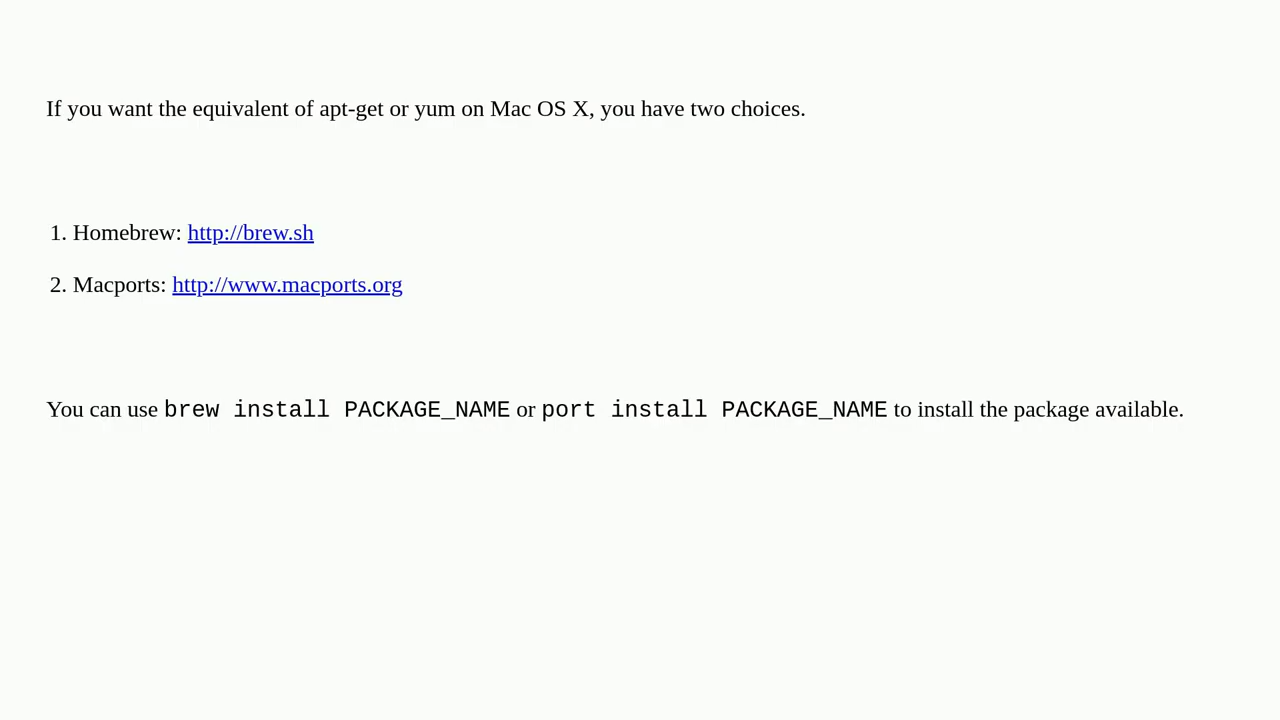 If you want the equivalent of apt-get or yum on Mac OS X, you have two choices.
1. Homebrew: http://brew.sh
2. Macports: http://www.macports.org
You can use brew install PACKAGE_NAME or port install PACKAGE_NAME to install the package available.